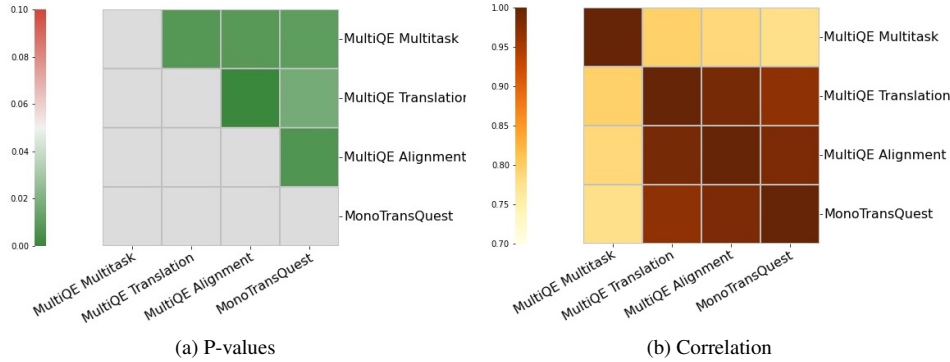 0.10
0.08
0.06
0.04
0.02
0.00
MultiQE Multitask
MultiQE Translation
MultiQE Alignment
MonoTransQuest
MultiQE Multitask
MultiQE Translation
MultiQE Alignment
MonoTransQuest
(a) P-values
1.00
0.95
0.90
0.85
0.80
0.75
0.70
MultiQE Multitask
MultiQE Translation
MultiQE Alignment
MonoTransQuest
MultiQE Multitask
MultiQE Translation
MultiQE Alignment
MonoTransQuest
(b) Correlation